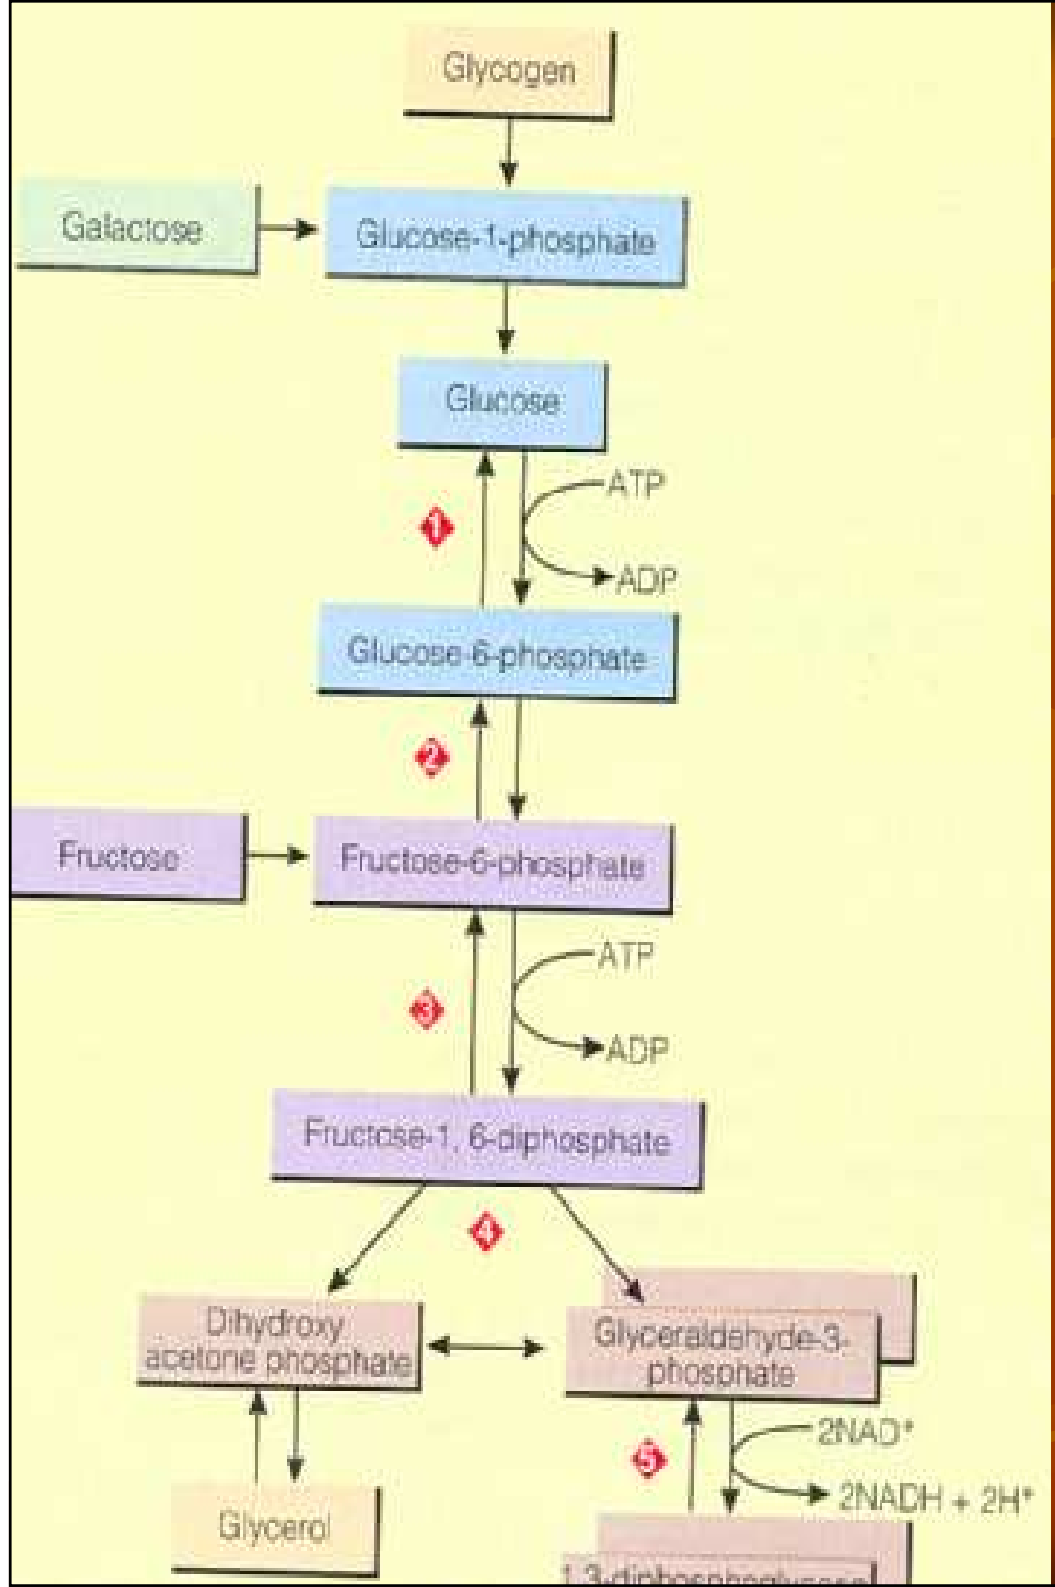 Glycogen
Galactose
Glucose-1-phosphate
Glucose
ATP
1
ADP
Glucose-6-phosphate
2
Fructose
Fructose-6-phosphate
ATP
3
ADP
Fructose-1, 6-diphosphate
4
Dihydroxy
acetone phosphate
Glyceraldehyde-3-
phosphate
2NAD+
5
2NADH + 2H+
Glycerol